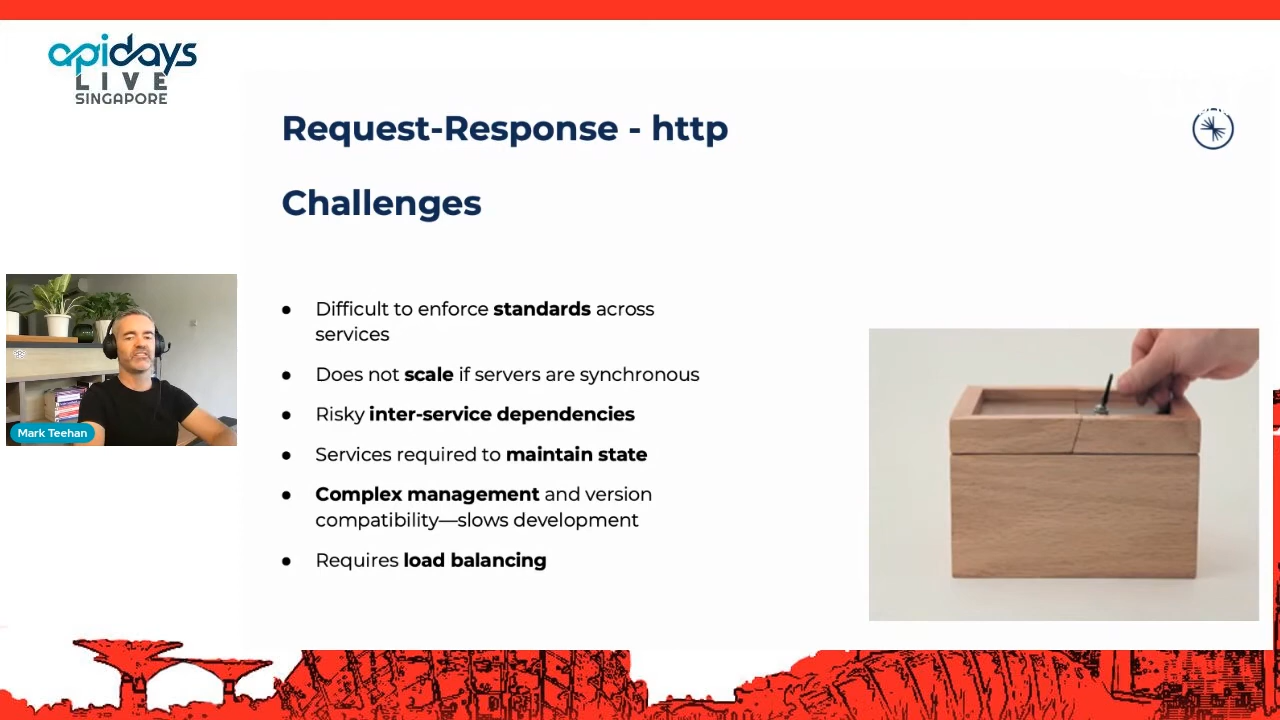 apidays
LIVE
SINGAPORE
Request-Response - http
Challenges
● Difficult to enforce standards across
services
● Does not scale if servers are synchronous
● Risky inter-service dependencies
● Services required to maintain state
● Complex management and version
compatibility—slows development
● Requires load balancing
Mark Teehan